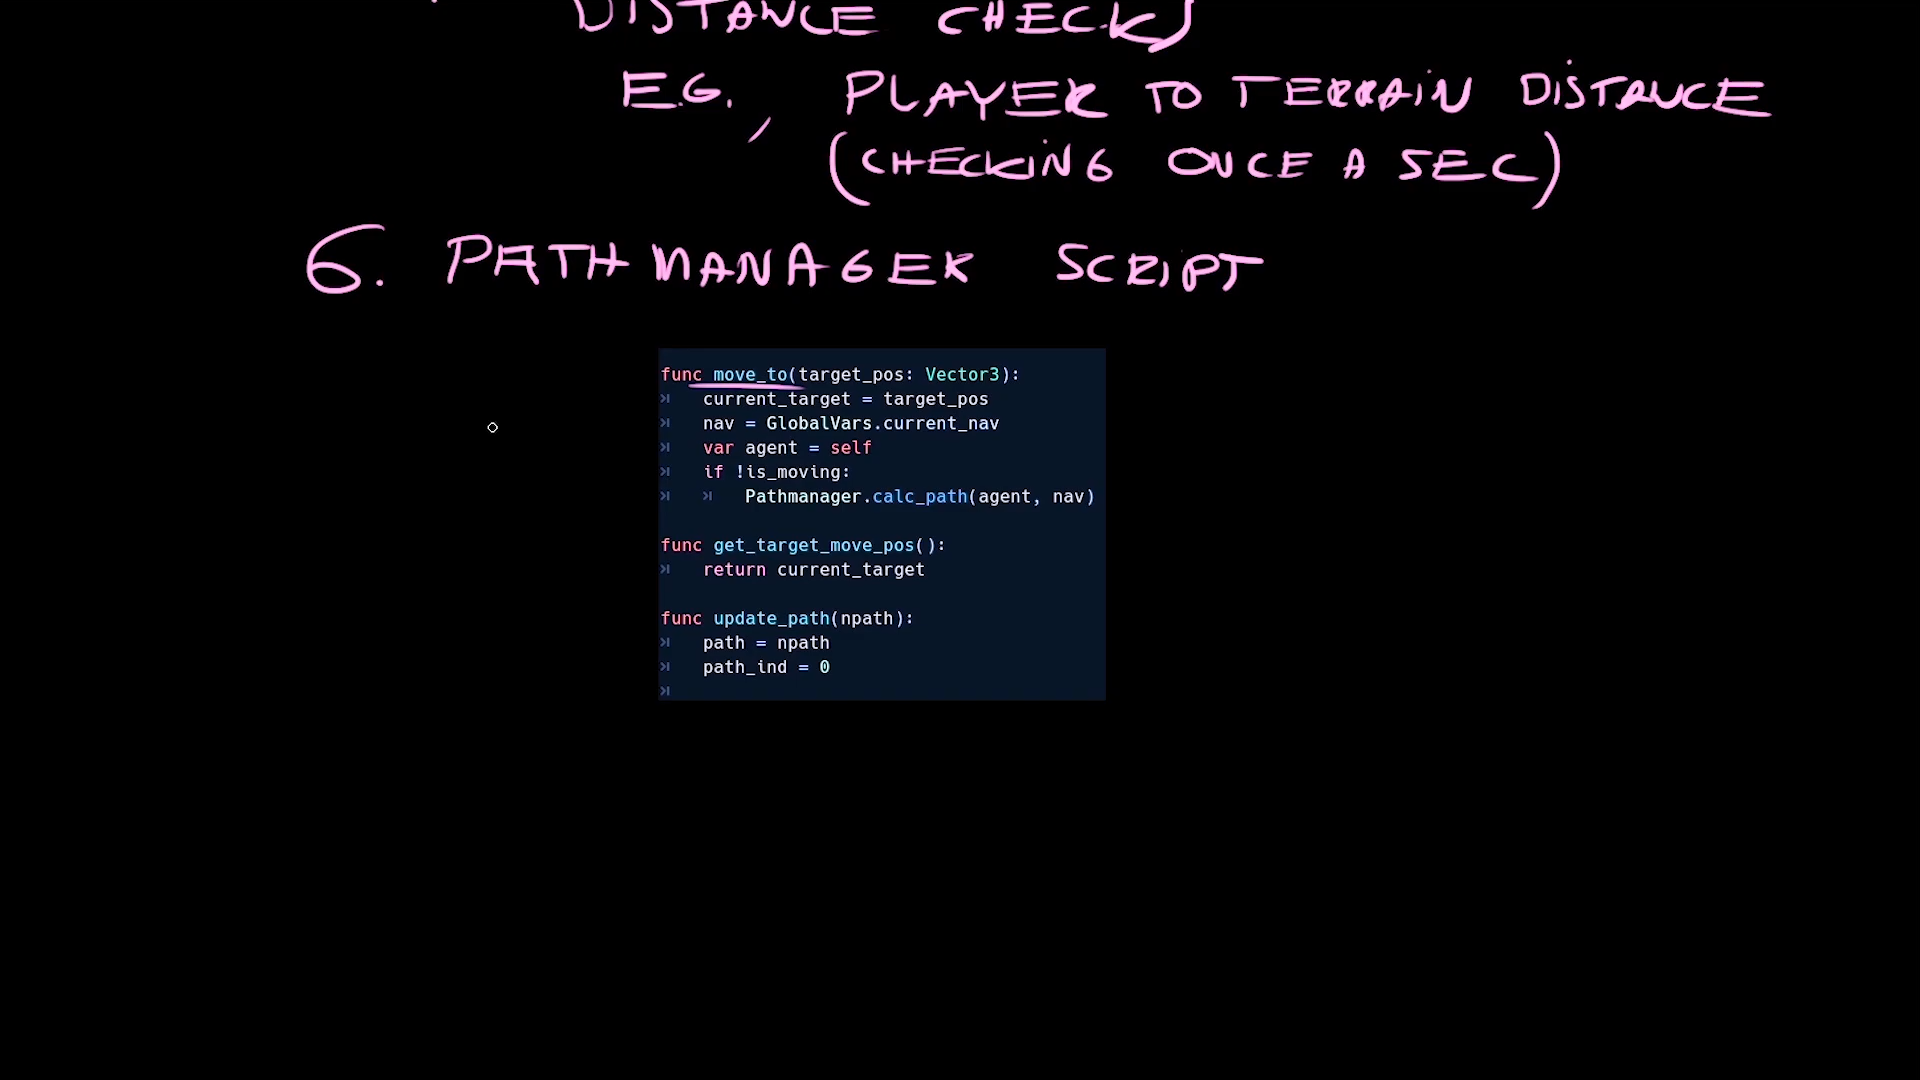 DISTANCE CHECKS
E.G., PLAYER TO TERRAIN DISTANCE
(CHECKING ONCE A SEC)
6. PATHMANAGER SCRIPT
func move_to(target_pos: Vector3):
current_target = target_pos
nav = GlobalVars.current_nav
var agent = self
if !is_moving:
Pathmanager.calc_path(agent, nav)
func get_target_move_pos():
return current_target
func update_path(npath):
path = npath
path_ind = 0